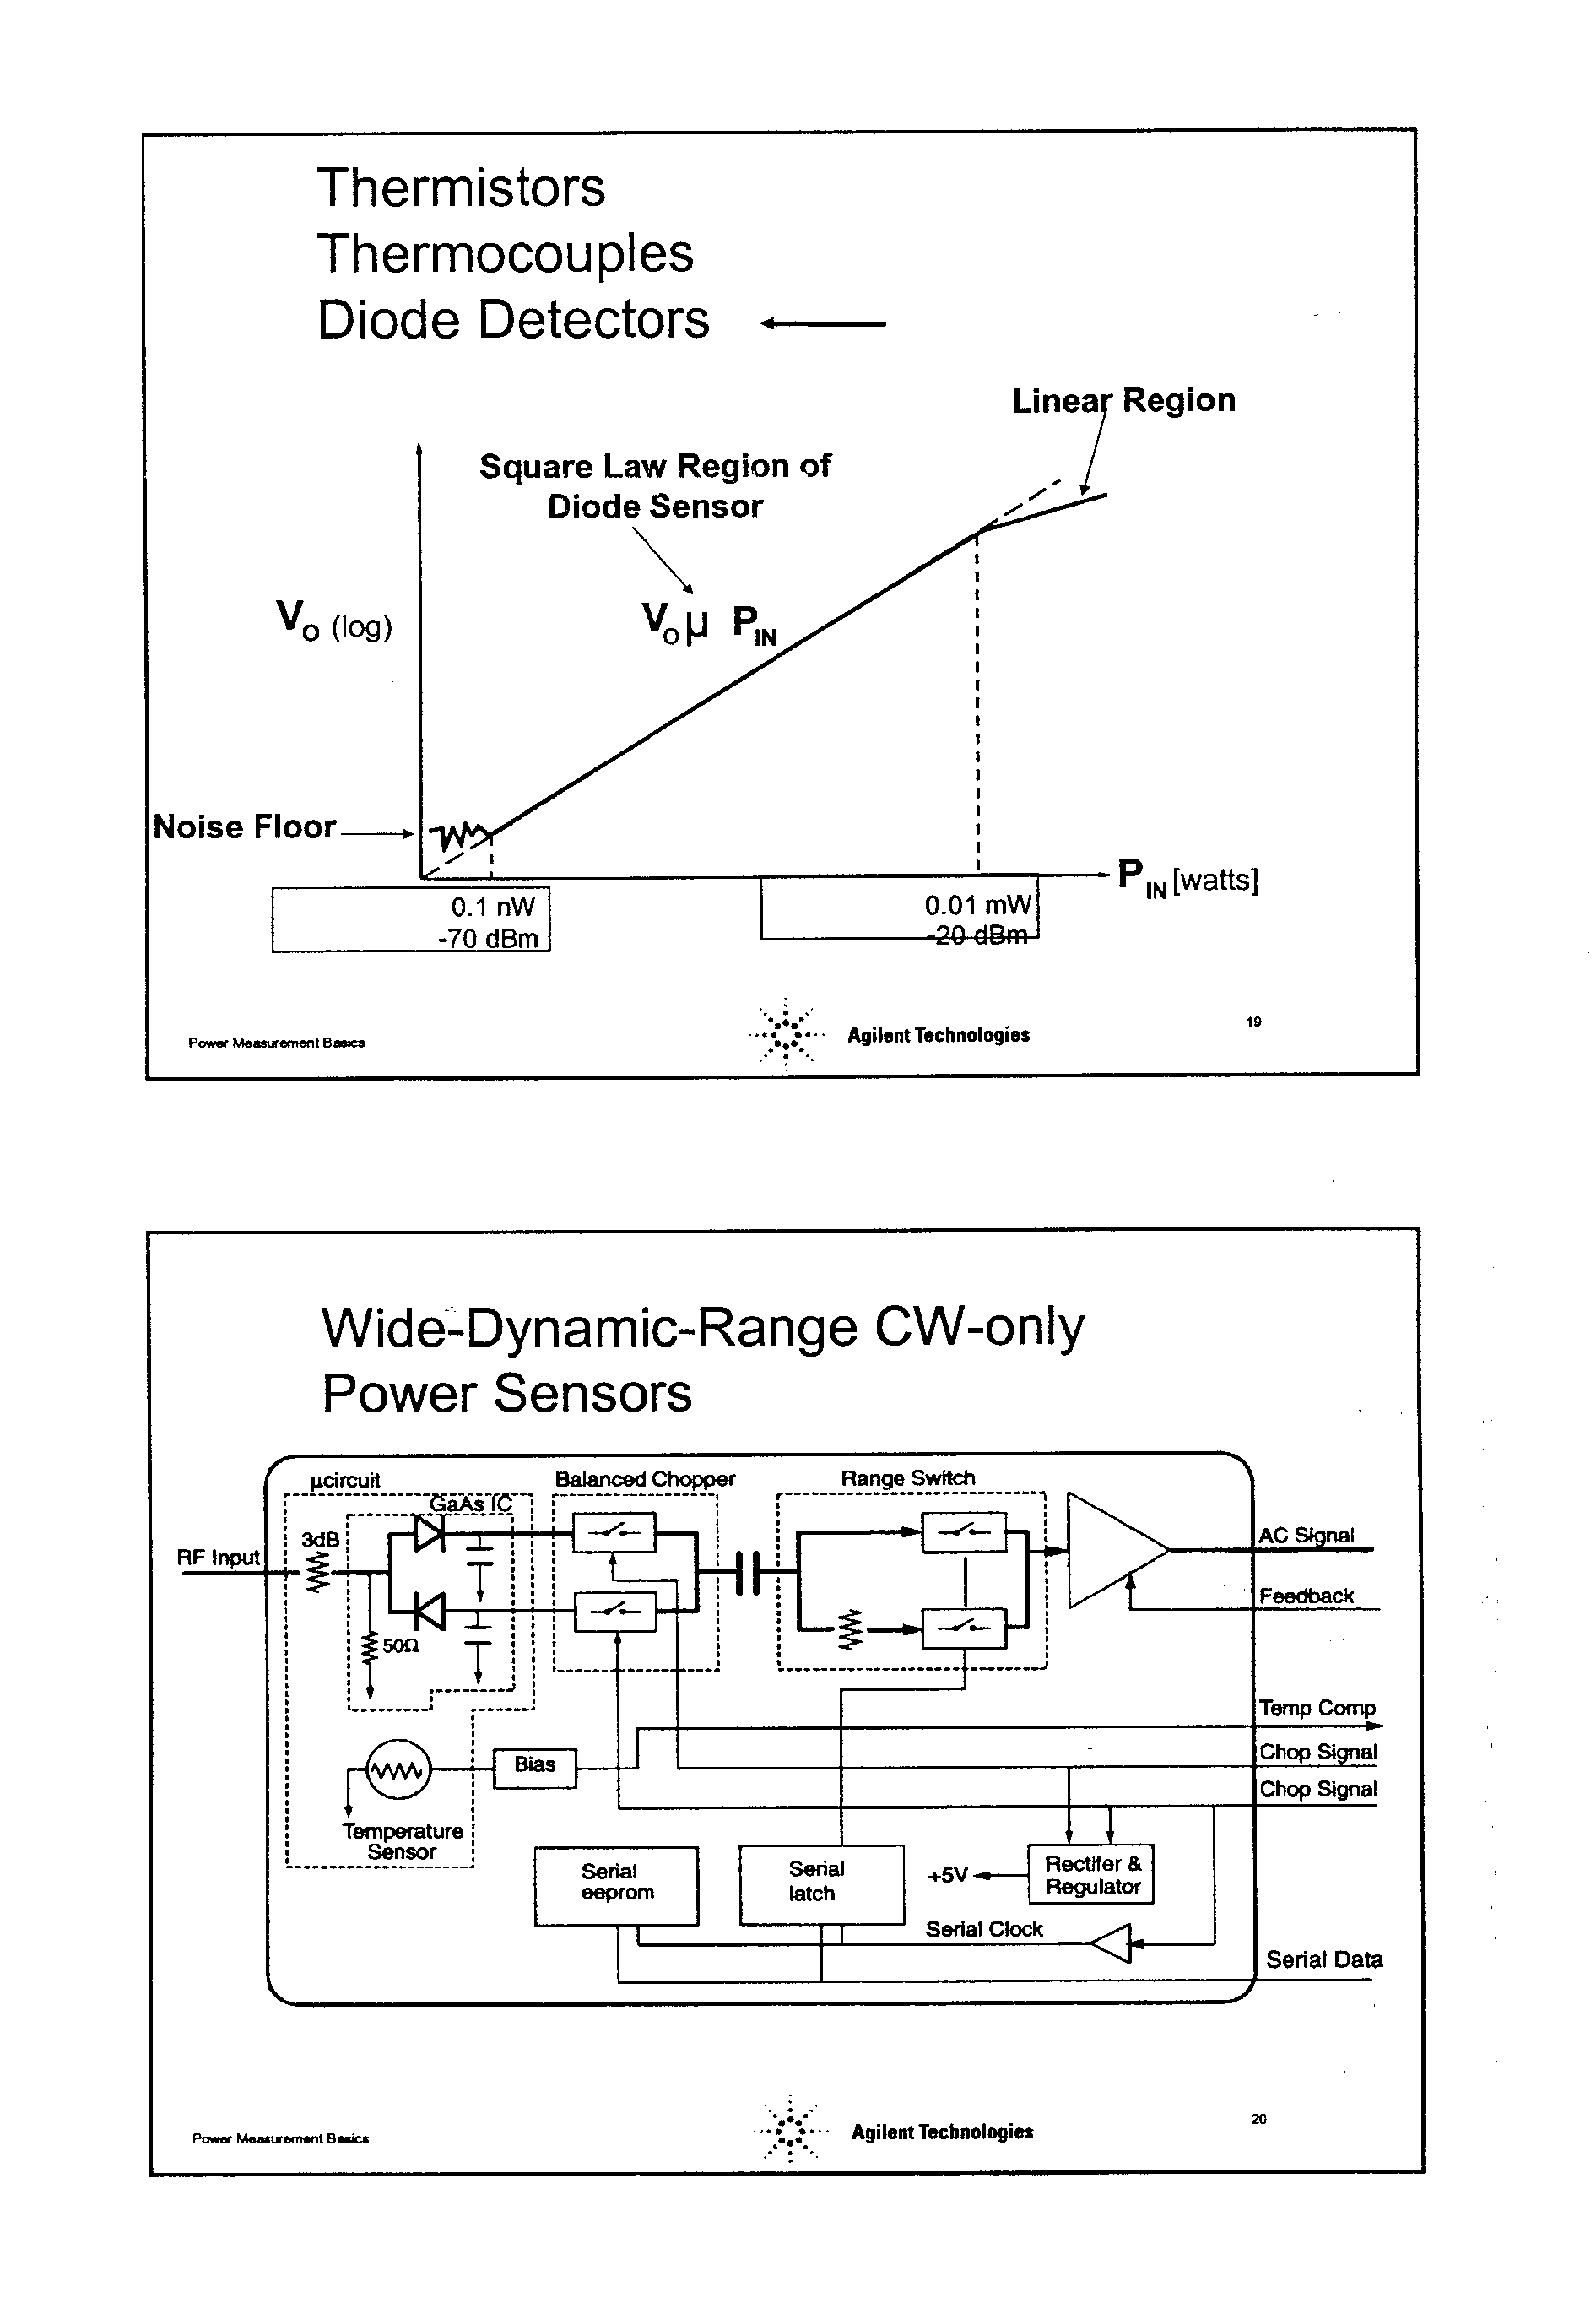 Thermistors
Thermocouples
Diode Detectors
Linear Region
Square Law Region of
Diode Sensor
Vo (log)
Vo µ PIN
Noise Floor
PIN [watts]
0.1 nW
-70 dBm
0.01 mW
-20 dBm
Power Measurement Basics
Agilent Technologies
19
Wide-Dynamic-Range CW-only
Power Sensors
µcircuit
Balanced Chopper
Range Switch
GaAs IC
3dB
RF Input
AC Signal
Feedback
50Ω
Temp Comp
Chop Signal
Bias
Chop Signal
Temperature
Sensor
Serial
eeprom
Serial
latch
+5V
Rectifer &
Regulator
Serial Clock
Serial Data
Power Measurement Basics
Agilent Technologies
20